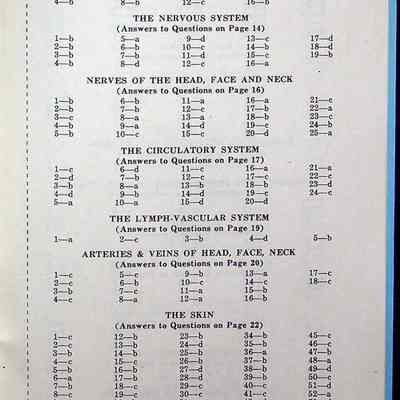 4—b 8—b 12—c 16—b
THE NERVOUS SYSTEM
(Answers to Questions on Page 14)
1—b 5—a 9—d 13—c 17—d
2—b 6—b 10—c 14—b 18—d
3—b 7—d 11—b 15—c 19—b
4—b 8—d 12—c 16—a
NERVES OF THE HEAD, FACE AND NECK
(Answers to Questions on Page 16)
1—b 6—b 11—a 16—a 21—c
2—b 7—b 12—c 17—c 22—a
3—c 8—a 13—a 18—b 23—c
4—b 9—a 14—d 19—c 24—b
5—b 10—c 15—d 20—d 25—a
THE CIRCULATORY SYSTEM
(Answers to Questions on Page 17)
1—c 6—d 11—c 16—a 21—a
2—d 7—b 12—b 17—b 22—c
3—b 8—a 13—b 18—c 23—d
4—d 9—b 14—d 19—c 24—c
5—a 10—a 15—b 20—d
THE LYMPH-VASCULAR SYSTEM
(Answers to Questions on Page 19)
1—a 2—c 3—b 4—d 5—b
ARTERIES & VEINS OF HEAD, FACE, NECK
(Answers to Questions on Page 20)
1—c 5—c 9—b 13—a 17—c
2—b 6—b 10—c 14—c 18—c
3—b 7—c 11—a 15—b
4—c 8—a 12—b 16—b
THE SKIN
(Answers to Questions on Page 22)
1—c 12—b 23—b 34—b 45—c
2—b 13—b 24—d 35—b 46—c
3—b 14—b 25—b 36—a 47—b
4—c 15—c 26—b 37—b 48—a
5—b 16—b 27—d 38—b 49—b
6—a 17—b 28—d 39—b 50—c
7—b 18—c 29—c 40—c 51—c
8—c 19—c 30—b 41—b 52—a